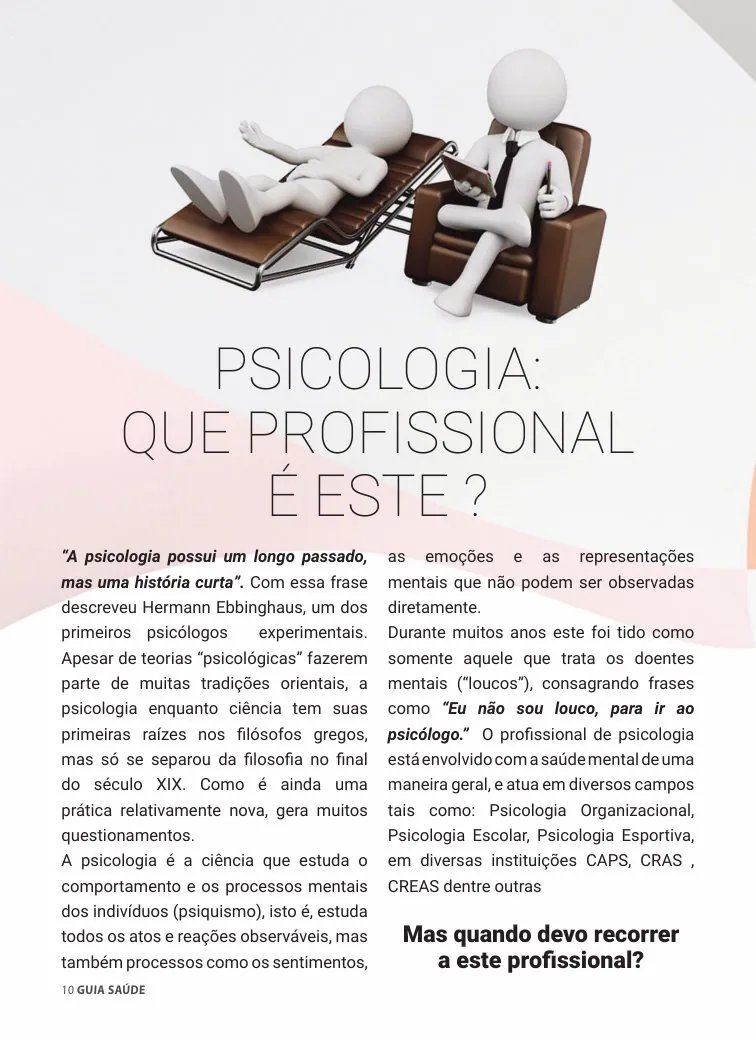 PSICOLOGIA:
QUE PROFISSIONAL
É ESTE ?
“A psicologia possui um longo passado,
mas uma história curta”. Com essa frase
descreveu Hermann Ebbinghaus, um dos
primeiros psicólogos experimentais.
Apesar de teorias “psicológicas” fazerem
parte de muitas tradições orientais, a
psicologia enquanto ciência tem suas
primeiras raízes nos filósofos gregos,
mas só se separou da filosofia no final
do século XIX. Como é ainda uma
prática relativamente nova, gera muitos
questionamentos.
A psicologia é a ciência que estuda o
comportamento e os processos mentais
dos indivíduos (psiquismo), isto é, estuda
todos os atos e reações observáveis, mas
também processos como os sentimentos,
as emoções e as representações
mentais que não podem ser observadas
diretamente.
Durante muitos anos este foi tido como
somente aquele que trata os doentes
mentais (“loucos”), consagrando frases
como “Eu não sou louco, para ir ao
psicólogo.” O profissional de psicologia
está envolvido com a saúde mental de uma
maneira geral, e atua em diversos campos
tais como: Psicologia Organizacional,
Psicologia Escolar, Psicologia Esportiva,
em diversas instituições CAPS, CRAS ,
CREAS dentre outras
Mas quando devo recorrer
a este profissional?
10 GUIA SAÚDE